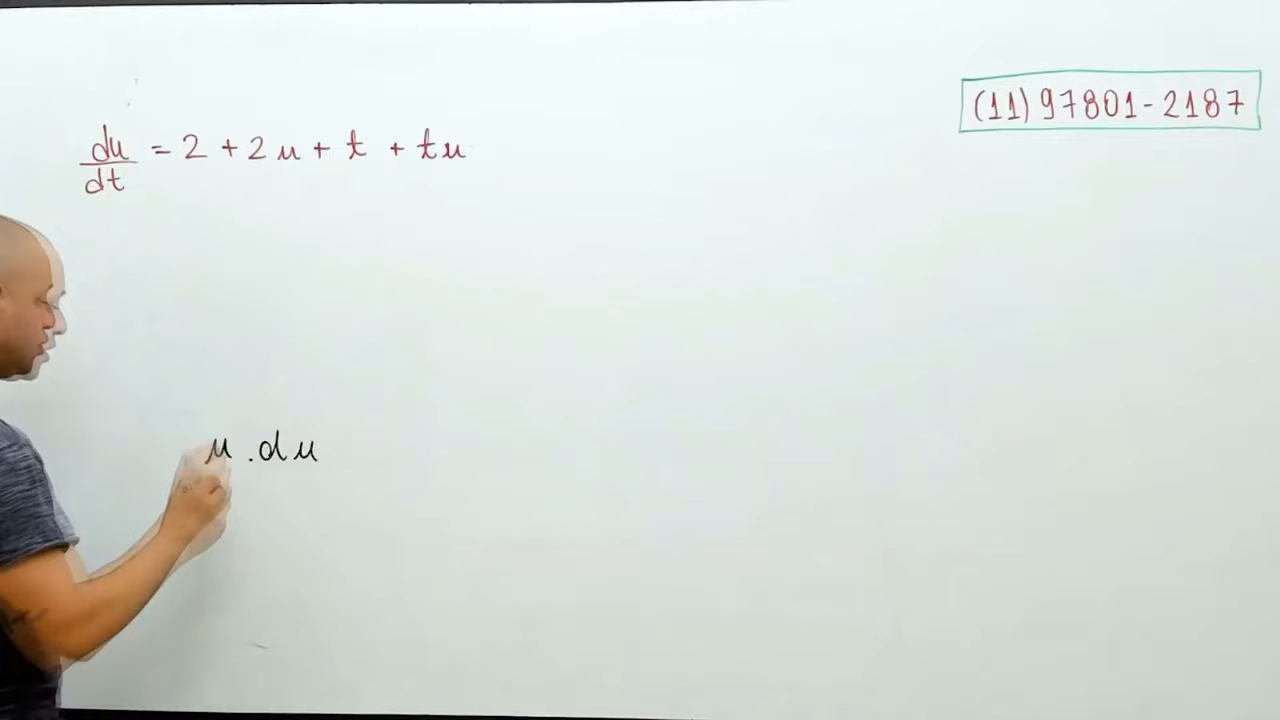 (11) 97801-2187
du/dt = 2 + 2u + t + tu
u . du